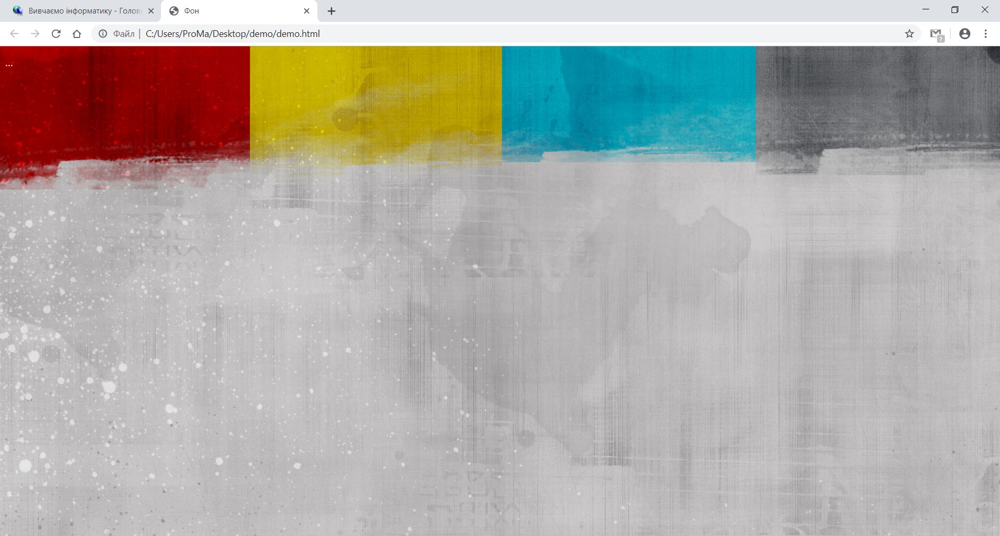 Вивчаємо інформатику - Голов
Фон
Файл
C:/Users/ProMa/Desktop/demo/demo.html
?
...